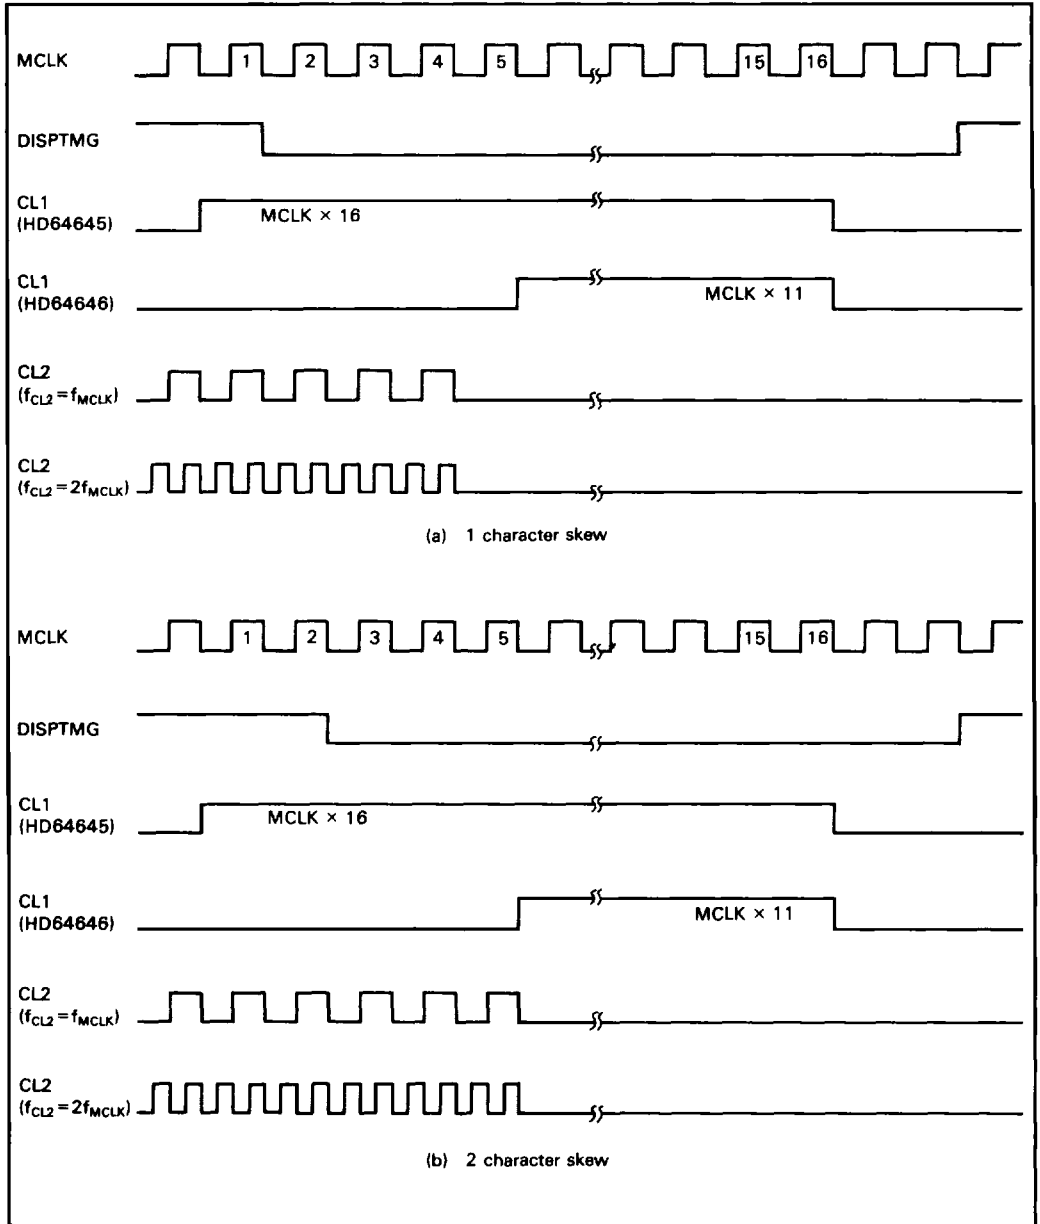 MCLK 1 2 3 4 5 15 16
DISPTMG
CL1
(HD64645)
MCLK × 16
CL1
(HD64646)
MCLK × 11
CL2
(fCL2=fMCLK)
CL2
(fCL2=2fMCLK)
(a) 1 character skew
MCLK 1 2 3 4 5 15 16
DISPTMG
CL1
(HD64645)
MCLK × 16
CL1
(HD64646)
MCLK × 11
CL2
(fCL2=fMCLK)
CL2
(fCL2=2fMCLK)
(b) 2 character skew